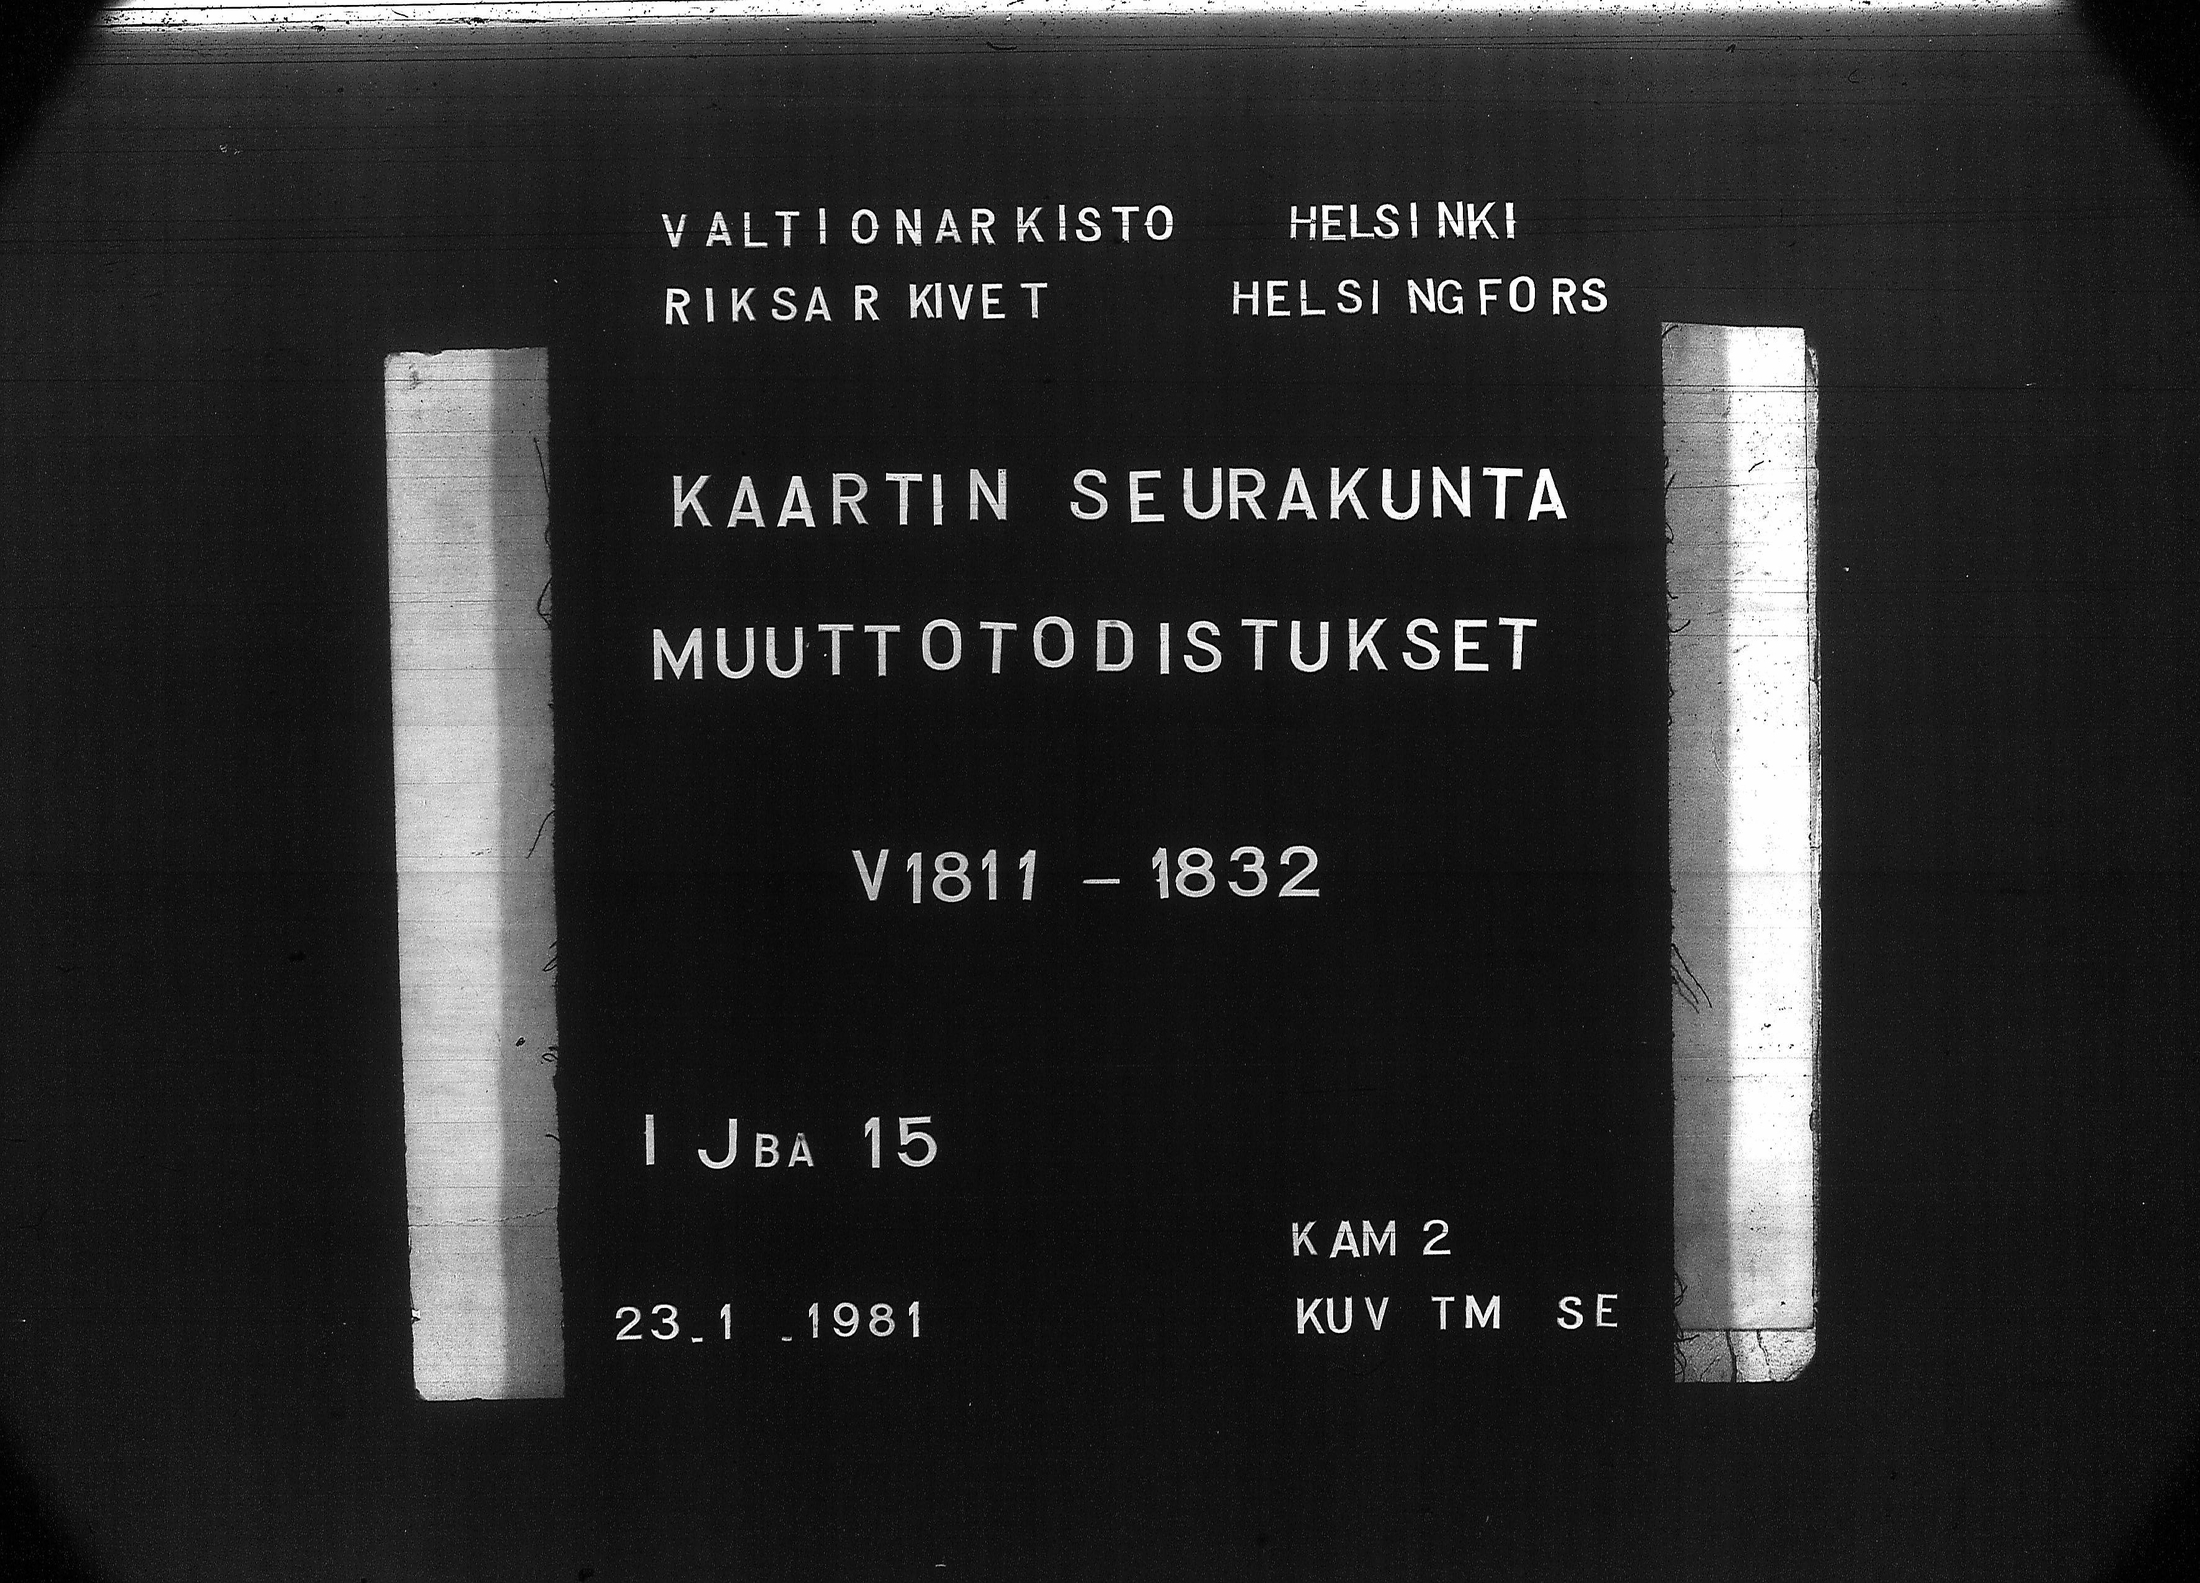 VALTIONARKISTO HELSINKI
RIKSARKIVET HELSINGFORS
KAARTIN SEURAKUNTA
MUUTTOTODISTUKSET
V1811 – 1832
I JBA 15
KAM 2
23.1.1981 KUV TM SE